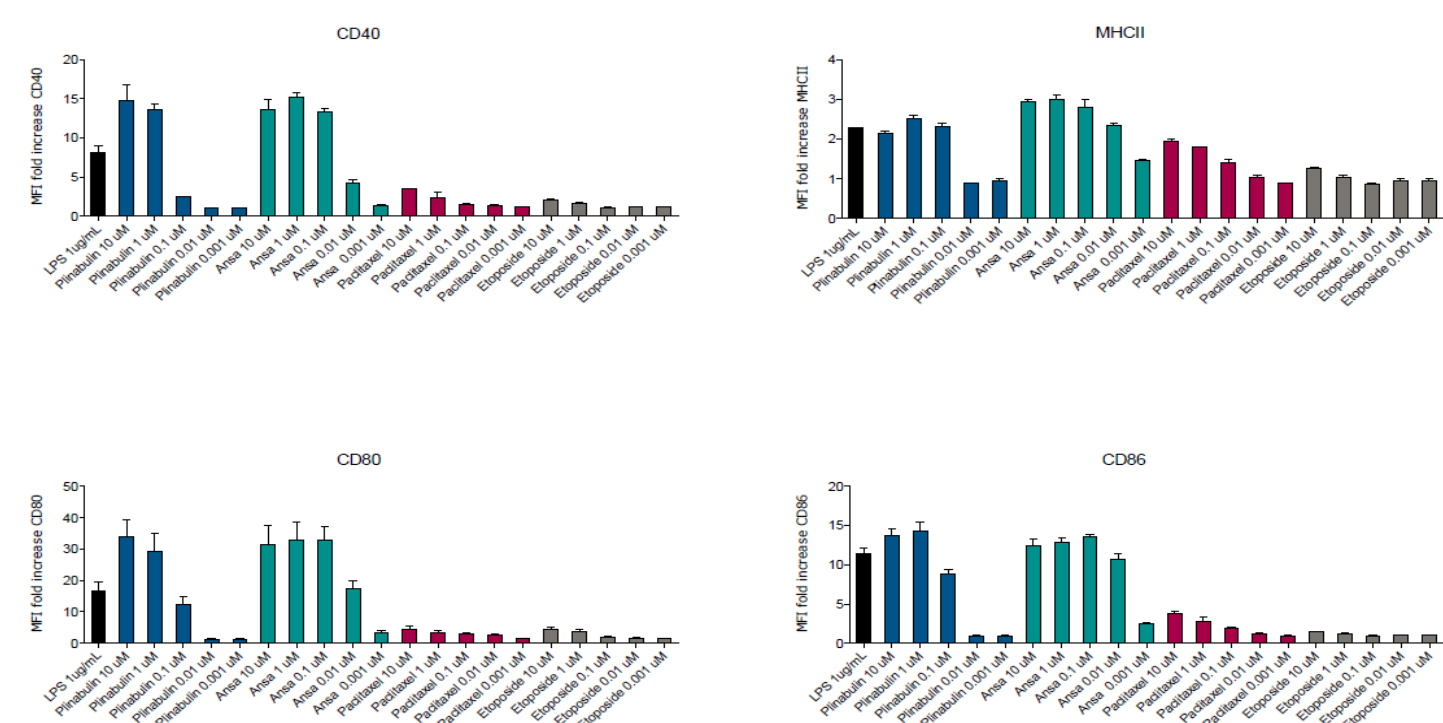 CD40
MFI fold increase CD40
20
15
10
5
0
LPS 1ug/mL
Plinabulin 10 uM
Plinabulin 1 uM
Plinabulin 0.1 uM
Plinabulin 0.01 uM
Plinabulin 0.001 uM
Ansa 10 uM
Ansa 1 uM
Ansa 0.1 uM
Ansa 0.01 uM
Ansa 0.001 uM
Paclitaxel 10 uM
Paclitaxel 1 uM
Paclitaxel 0.1 uM
Paclitaxel 0.01 uM
Paclitaxel 0.001 uM
Etoposide 10 uM
Etoposide 1 uM
Etoposide 0.1 uM
Etoposide 0.01 uM
Etoposide 0.001 uM
MHCII
MFI fold increase MHCII
4
3
2
1
0
LPS 1ug/mL
Plinabulin 10 uM
Plinabulin 1 uM
Plinabulin 0.1 uM
Plinabulin 0.01 uM
Plinabulin 0.001 uM
Ansa 10 uM
Ansa 1 uM
Ansa 0.1 uM
Ansa 0.01 uM
Ansa 0.001 uM
Paclitaxel 10 uM
Paclitaxel 1 uM
Paclitaxel 0.1 uM
Paclitaxel 0.01 uM
Paclitaxel 0.001 uM
Etoposide 10 uM
Etoposide 1 uM
Etoposide 0.1 uM
Etoposide 0.01 uM
Etoposide 0.001 uM
CD80
MFI fold increase CD80
50
40
30
20
10
0
LPS 1ug/mL
Plinabulin 10 uM
Plinabulin 1 uM
Plinabulin 0.1 uM
Plinabulin 0.01 uM
Plinabulin 0.001 uM
Ansa 10 uM
Ansa 1 uM
Ansa 0.1 uM
Ansa 0.01 uM
Ansa 0.001 uM
Paclitaxel 10 uM
Paclitaxel 1 uM
Paclitaxel 0.1 uM
Paclitaxel 0.01 uM
Paclitaxel 0.001 uM
Etoposide 10 uM
Etoposide 1 uM
Etoposide 0.1 uM
Etoposide 0.01 uM
Etoposide 0.001 uM
CD86
MFI fold increase CD86
20
15
10
5
0
LPS 1ug/mL
Plinabulin 10 uM
Plinabulin 1 uM
Plinabulin 0.1 uM
Plinabulin 0.01 uM
Plinabulin 0.001 uM
Ansa 10 uM
Ansa 1 uM
Ansa 0.1 uM
Ansa 0.01 uM
Ansa 0.001 uM
Paclitaxel 10 uM
Paclitaxel 1 uM
Paclitaxel 0.1 uM
Paclitaxel 0.01 uM
Paclitaxel 0.001 uM
Etoposide 10 uM
Etoposide 1 uM
Etoposide 0.1 uM
Etoposide 0.01 uM
Etoposide 0.001 uM